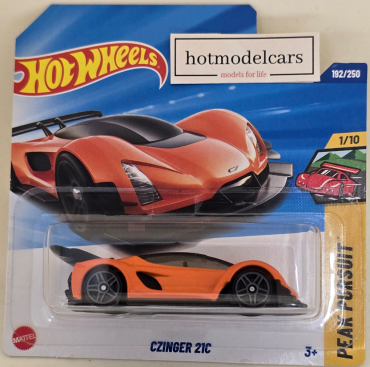 HOT WHEELS
hotmodelcars
models for life
192/250
1/10
PEAK PURSUIT
MATTEL
CZINGER 21C
3+